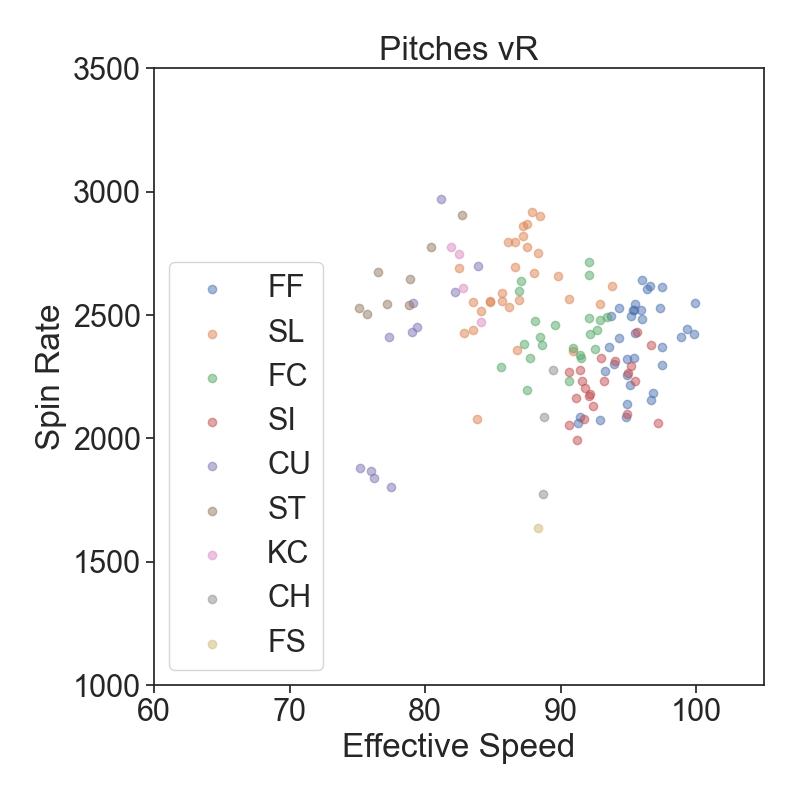 Pitches vR
3500
3000
2500
2000
1500
1000
Spin Rate
FF
SL
FC
SI
CU
ST
KC
CH
FS
60 70 80 90 100
Effective Speed